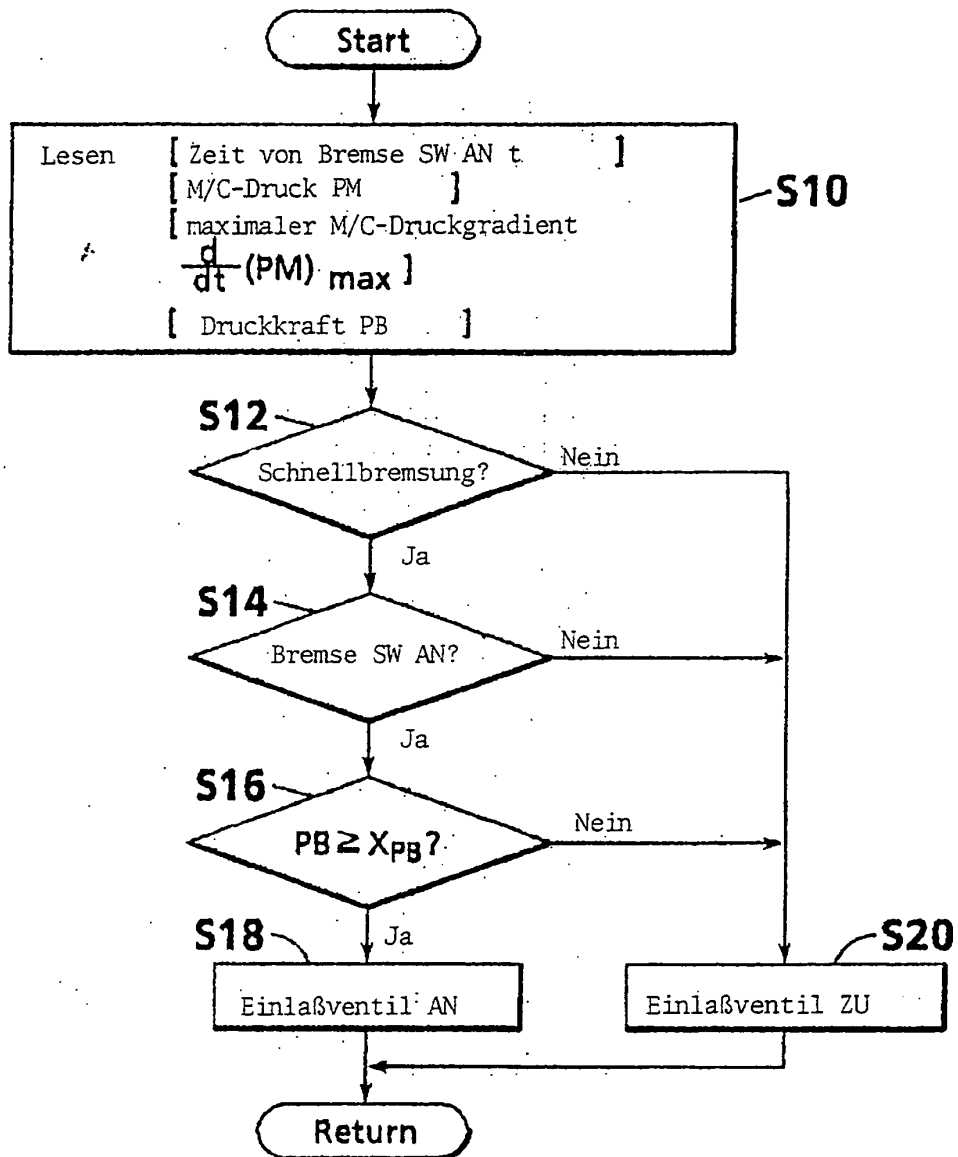 Start
Lesen [ Zeit von Bremse SW AN t ]
[ M/C-Druck PM ]
[ maximaler M/C-Druckgradient
d/dt (PM) max ]
[ Druckkraft PB ]
S10
S12
Schnellbremsung?
Nein
Ja
S14
Bremse SW AN?
Nein
Ja
S16
PB ≥ XPB?
Nein
Ja
S18
Einlaßventil AN
S20
Einlaßventil ZU
Return